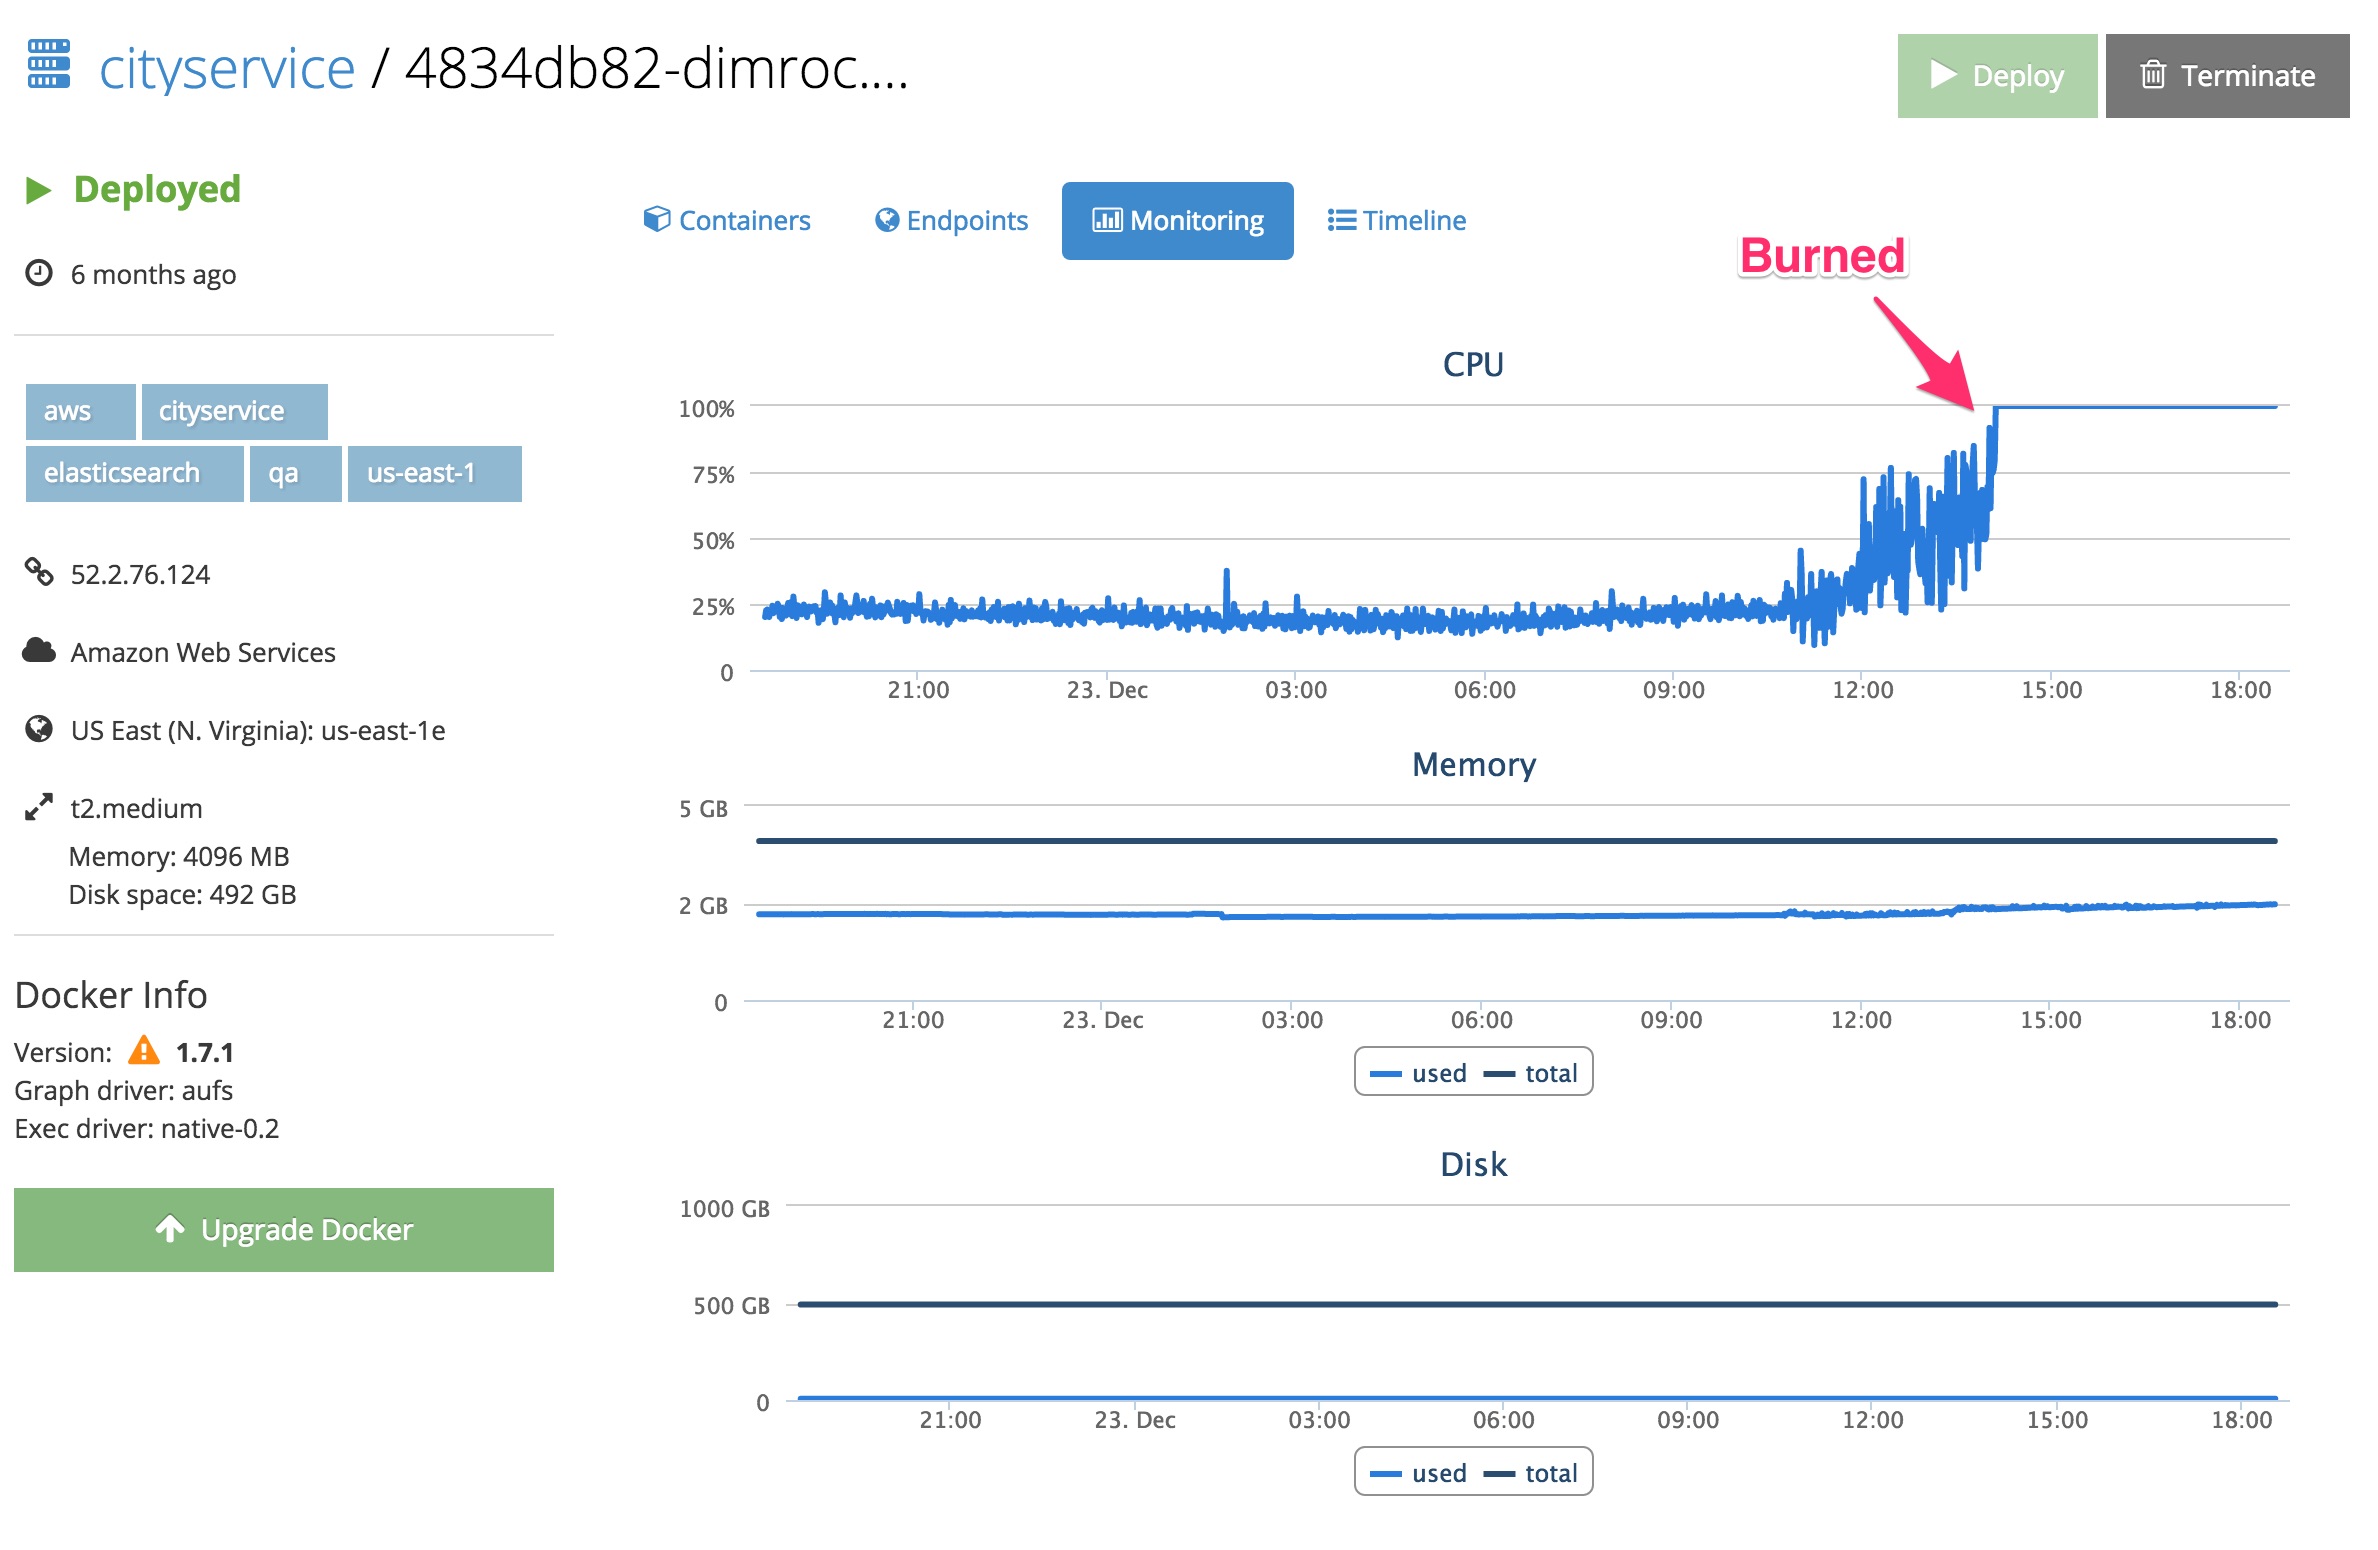 cityservice / 4834db82-dimroc....
Deploy
Terminate
Deployed
6 months ago
aws
cityservice
elasticsearch
qa
us-east-1
52.2.76.124
Amazon Web Services
US East (N. Virginia): us-east-1e
t2.medium
Memory: 4096 MB
Disk space: 492 GB
Docker Info
Version: 1.7.1
Graph driver: aufs
Exec driver: native-0.2
Upgrade Docker
Containers
Endpoints
Monitoring
Timeline
Burned
CPU
100%
75%
50%
25%
0
21:00 23. Dec 03:00 06:00 09:00 12:00 15:00 18:00
Memory
5 GB
2 GB
0
21:00 23. Dec 03:00 06:00 09:00 12:00 15:00 18:00
used total
Disk
1000 GB
500 GB
0
21:00 23. Dec 03:00 06:00 09:00 12:00 15:00 18:00
used total